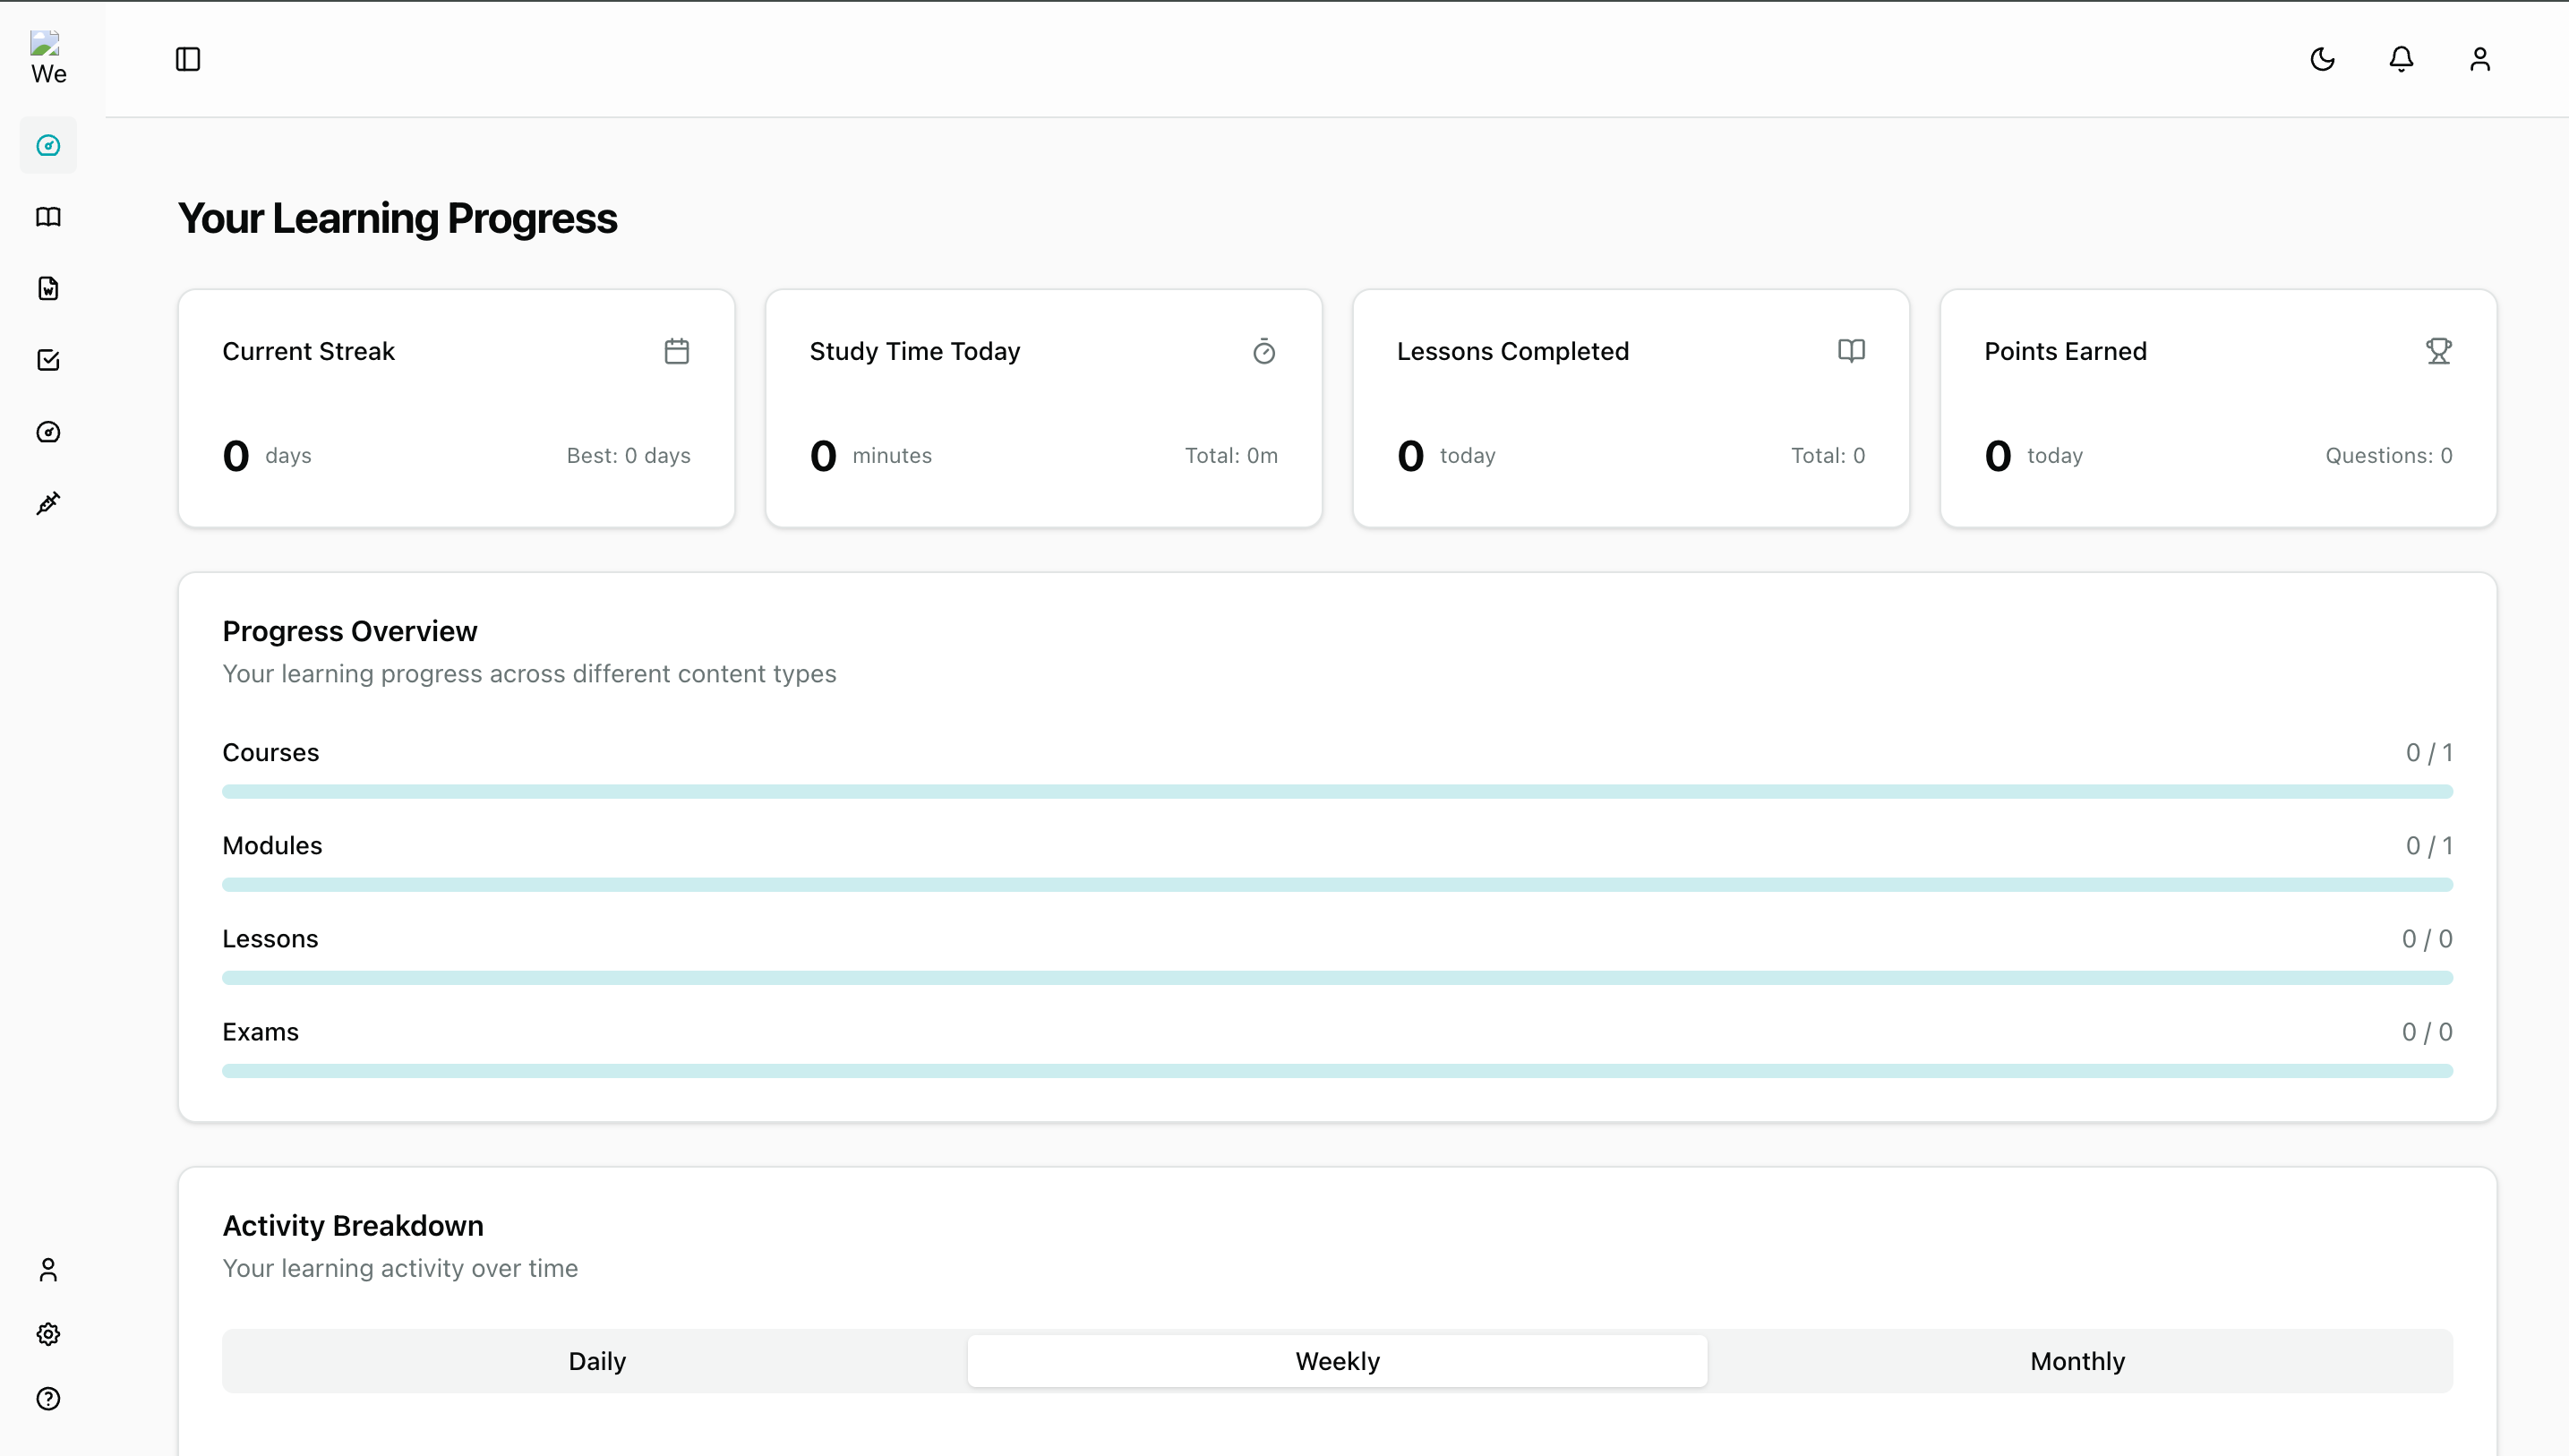 We
Your Learning Progress
Current Streak
0 days Best: 0 days
Study Time Today
0 minutes Total: 0m
Lessons Completed
0 today Total: 0
Points Earned
0 today Questions: 0
Progress Overview
Your learning progress across different content types
Courses 0 / 1
Modules 0 / 1
Lessons 0 / 0
Exams 0 / 0
Activity Breakdown
Your learning activity over time
Daily Weekly Monthly